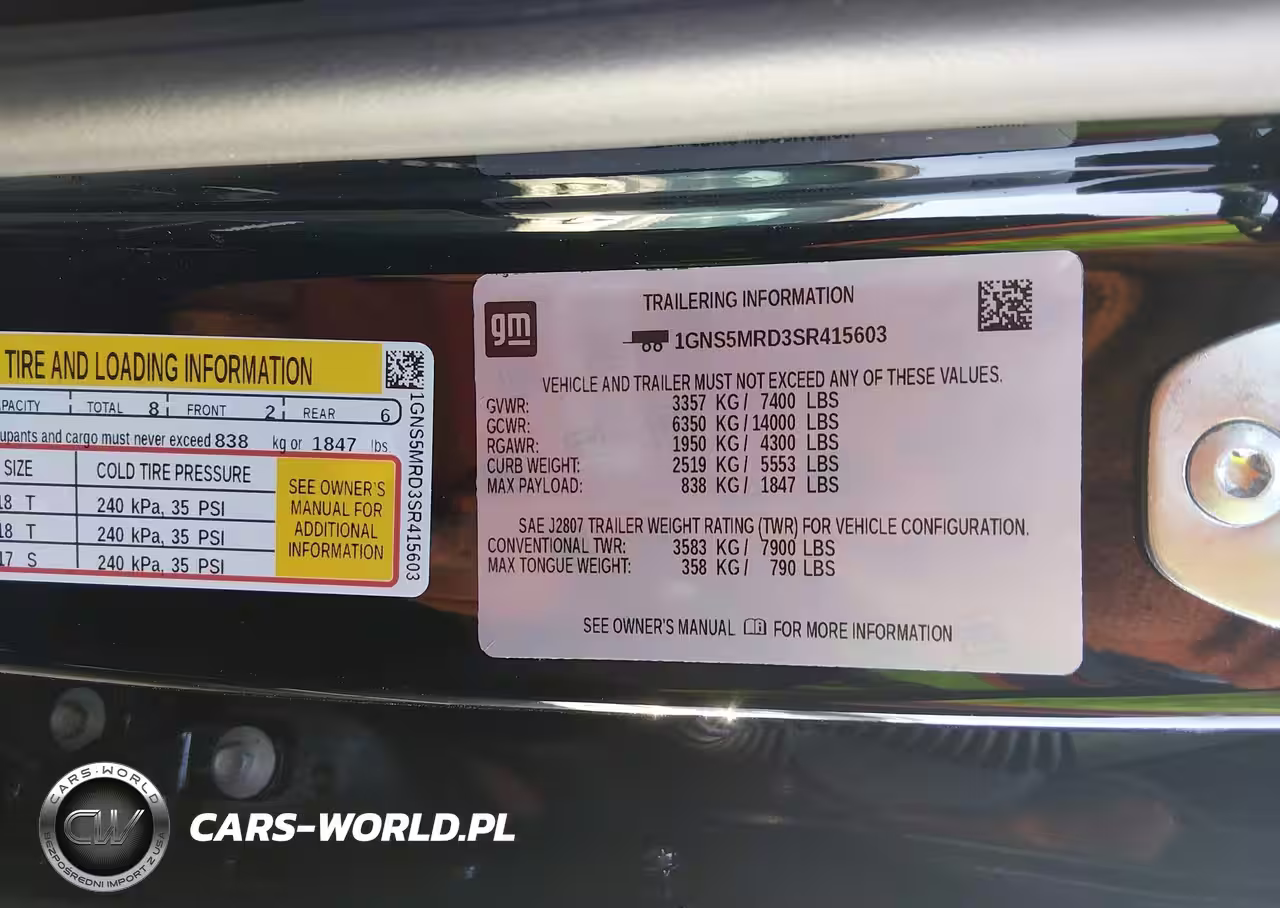 TIRE AND LOADING INFORMATION
PACITY TOTAL 8 FRONT 2 REAR 6
upants and cargo must never exceed 838 kg or 1847 lbs
SIZE COLD TIRE PRESSURE
18 T 240 kPa, 35 PSI
18 T 240 kPa, 35 PSI
17 S 240 kPa, 35 PSI
SEE OWNER'S
MANUAL FOR
ADDITIONAL
INFORMATION
1GNS5MRD3SR415603
gm
TRAILERING INFORMATION
1GNS5MRD3SR415603
VEHICLE AND TRAILER MUST NOT EXCEED ANY OF THESE VALUES.
GVWR: 3357 KG / 7400 LBS
GCWR: 6350 KG / 14000 LBS
RGAWR: 1950 KG / 4300 LBS
CURB WEIGHT: 2519 KG / 5553 LBS
MAX PAYLOAD: 838 KG / 1847 LBS
SAE J2807 TRAILER WEIGHT RATING (TWR) FOR VEHICLE CONFIGURATION.
CONVENTIONAL TWR: 3583 KG / 7900 LBS
MAX TONGUE WEIGHT: 358 KG / 790 LBS
SEE OWNER'S MANUAL FOR MORE INFORMATION
CARS-WORLD
CW
BEZPOŚREDNI IMPORT Z USA
CARS-WORLD.PL